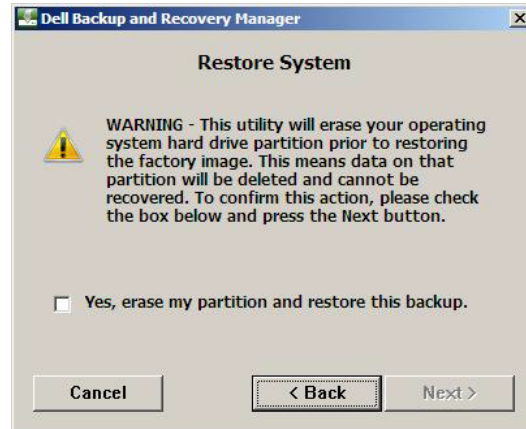 Dell Backup and Recovery Manager
Restore System
WARNING - This utility will erase your operating
system hard drive partition prior to restoring
the factory image. This means data on that
partition will be deleted and cannot be
recovered. To confirm this action, please check
the box below and press the Next button.
Yes, erase my partition and restore this backup.
Cancel < Back Next >